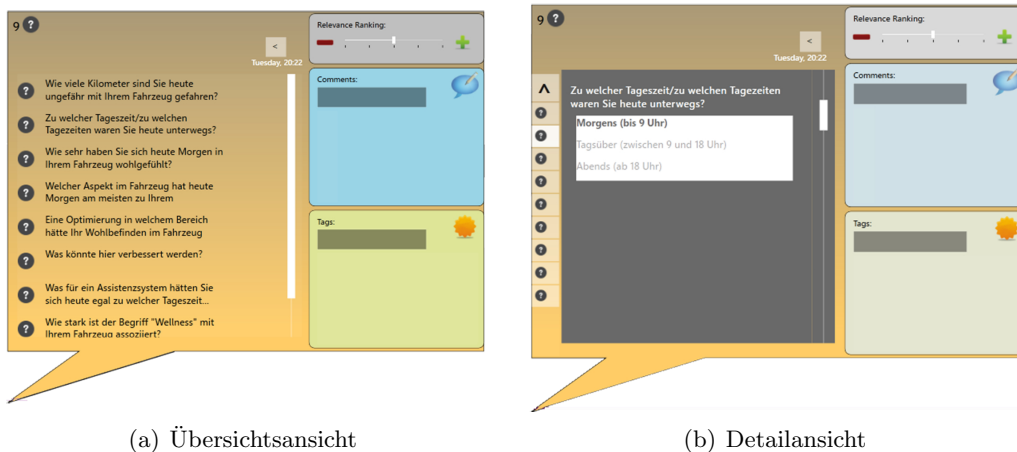 9 ?
<
Tuesday, 20:22
? Wie viele Kilometer sind Sie heute
ungefähr mit Ihrem Fahrzeug gefahren?
? Zu welcher Tageszeit/zu welchen
Tagezeiten waren Sie heute unterwegs?
? Wie sehr haben Sie sich heute Morgen in
Ihrem Fahrzeug wohlgefühlt?
? Welcher Aspekt im Fahrzeug hat heute
Morgen am meisten zu Ihrem
? Eine Optimierung in welchem Bereich
hätte Ihr Wohlbefinden im Fahrzeug
? Was könnte hier verbessert werden?
? Was für ein Assistenzsystem hätten Sie
sich heute egal zu welcher Tageszeit...
? Wie stark ist der Begriff "Wellness" mit
Ihrem Fahrzeug assoziiert?
Relevance Ranking:
Comments:
Tags:
(a) Übersichtsansicht
9 ?
<
Tuesday, 20:22
^
?
?
?
?
?
?
?
?
?
Zu welcher Tageszeit/zu welchen Tagezeiten
waren Sie heute unterwegs?
Morgens (bis 9 Uhr)
Tagsüber (zwischen 9 und 18 Uhr)
Abends (ab 18 Uhr)
Relevance Ranking:
Comments:
Tags:
(b) Detailansicht